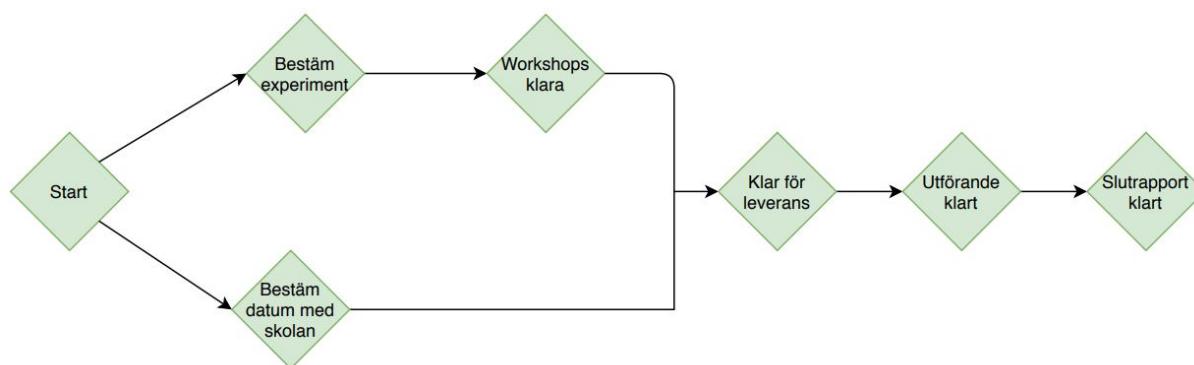 Start
Bestäm
experiment
Workshops
klara
Bestäm
datum med
skolan
Klar för
leverans
Utförande
klart
Slutrapport
klart